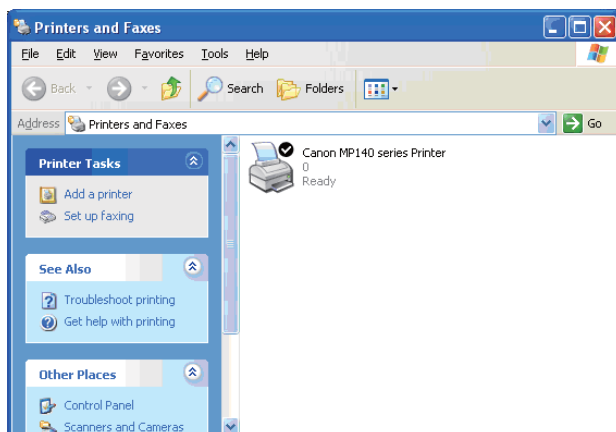 Printers and Faxes
File Edit View Favorites Tools Help
Back Search Folders
Address Printers and Faxes Go
Printer Tasks
Add a printer
Set up faxing
See Also
Troubleshoot printing
Get help with printing
Other Places
Control Panel
Scanners and Cameras
Canon MP140 series Printer
0
Ready